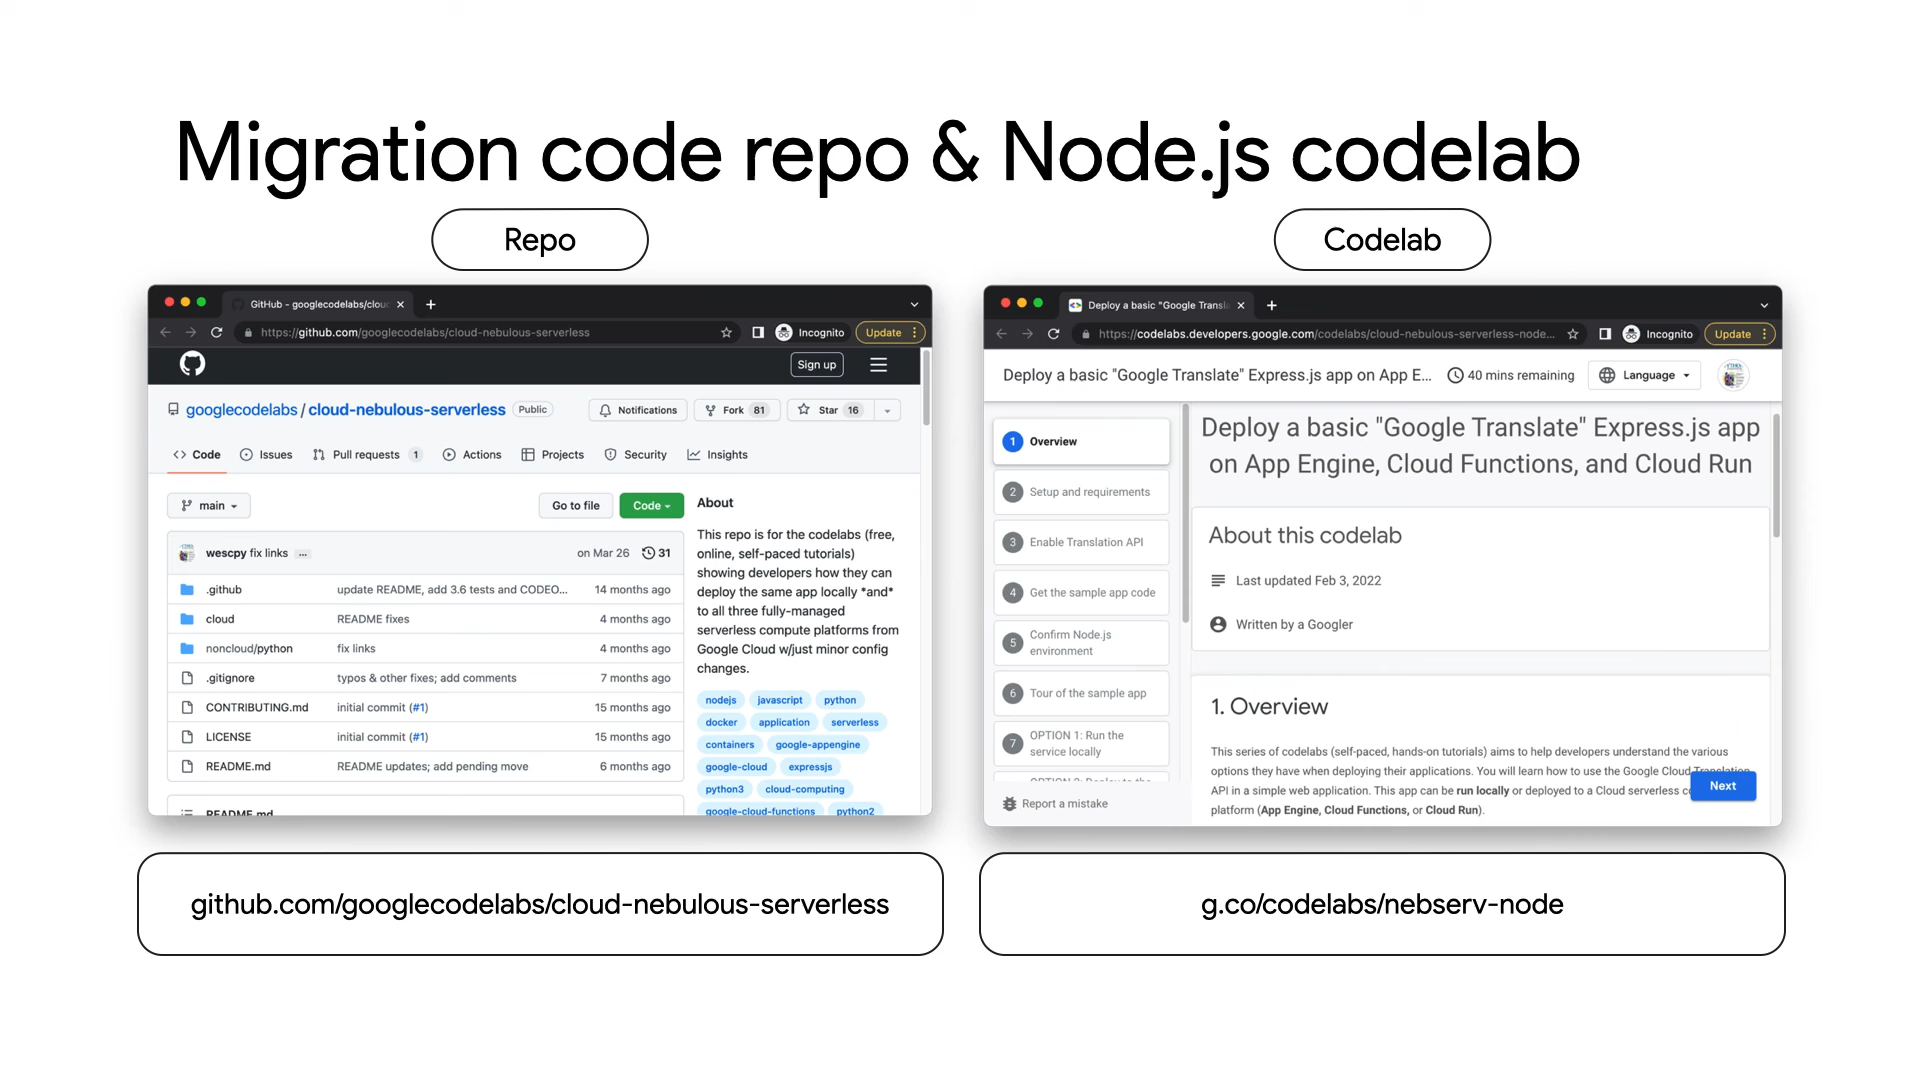 Migration code repo & Node.js codelab
Repo
GitHub - googlecodelabs/clou
https://github.com/googlecodelabs/cloud-nebulous-serverless
Incognito
Update
Sign up
googlecodelabs / cloud-nebulous-serverless
Public
Notifications
Fork 81
Star 16
Code
Issues
Pull requests 1
Actions
Projects
Security
Insights
main
Go to file
Code
wescpy fix links ...
on Mar 26
31
.github update README, add 3.6 tests and CODEO... 14 months ago
cloud README fixes 4 months ago
noncloud/python fix links 4 months ago
.gitignore typos & other fixes; add comments 7 months ago
CONTRIBUTING.md initial commit (#1) 15 months ago
LICENSE initial commit (#1) 15 months ago
README.md README updates; add pending move 6 months ago
README.md
About
This repo is for the codelabs (free,
online, self-paced tutorials)
showing developers how they can
deploy the same app locally *and*
to all three fully-managed
serverless compute platforms from
Google Cloud w/just minor config
changes.
nodejs javascript python
docker application serverless
containers google-appengine
google-cloud expressjs
python3 cloud-computing
google-cloud-functions python2
github.com/googlecodelabs/cloud-nebulous-serverless
Codelab
Deploy a basic "Google Transla
https://codelabs.developers.google.com/codelabs/cloud-nebulous-serverless-node...
Incognito
Update
Deploy a basic "Google Translate" Express.js app on App E...
40 mins remaining
Language
1 Overview
2 Setup and requirements
3 Enable Translation API
4 Get the sample app code
5 Confirm Node.js
environment
6 Tour of the sample app
7 OPTION 1: Run the
service locally
OPTION 2: Deploy to the
Report a mistake
Deploy a basic "Google Translate" Express.js app
on App Engine, Cloud Functions, and Cloud Run
About this codelab
Last updated Feb 3, 2022
Written by a Googler
1. Overview
This series of codelabs (self-paced, hands-on tutorials) aims to help developers understand the various
options they have when deploying their applications. You will learn how to use the Google Cloud Translation
API in a simple web application. This app can be run locally or deployed to a Cloud serverless c
platform (App Engine, Cloud Functions, or Cloud Run).
Next
g.co/codelabs/nebserv-node